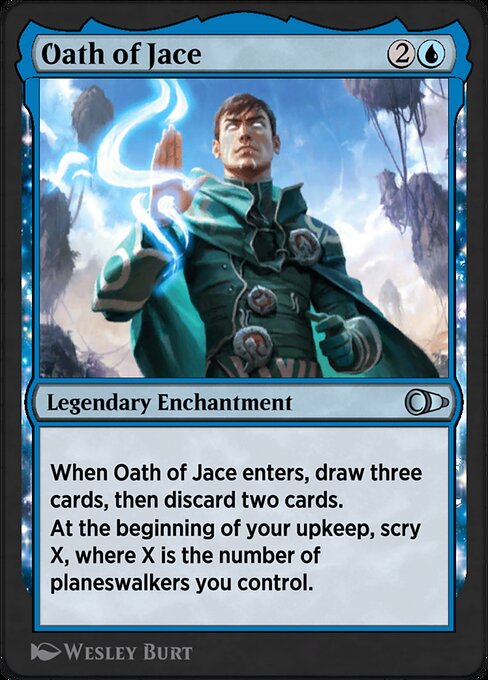 Oath of Jace 2
Legendary Enchantment
When Oath of Jace enters, draw three
cards, then discard two cards.
At the beginning of your upkeep, scry
X, where X is the number of
planeswalkers you control.
Wesley Burt